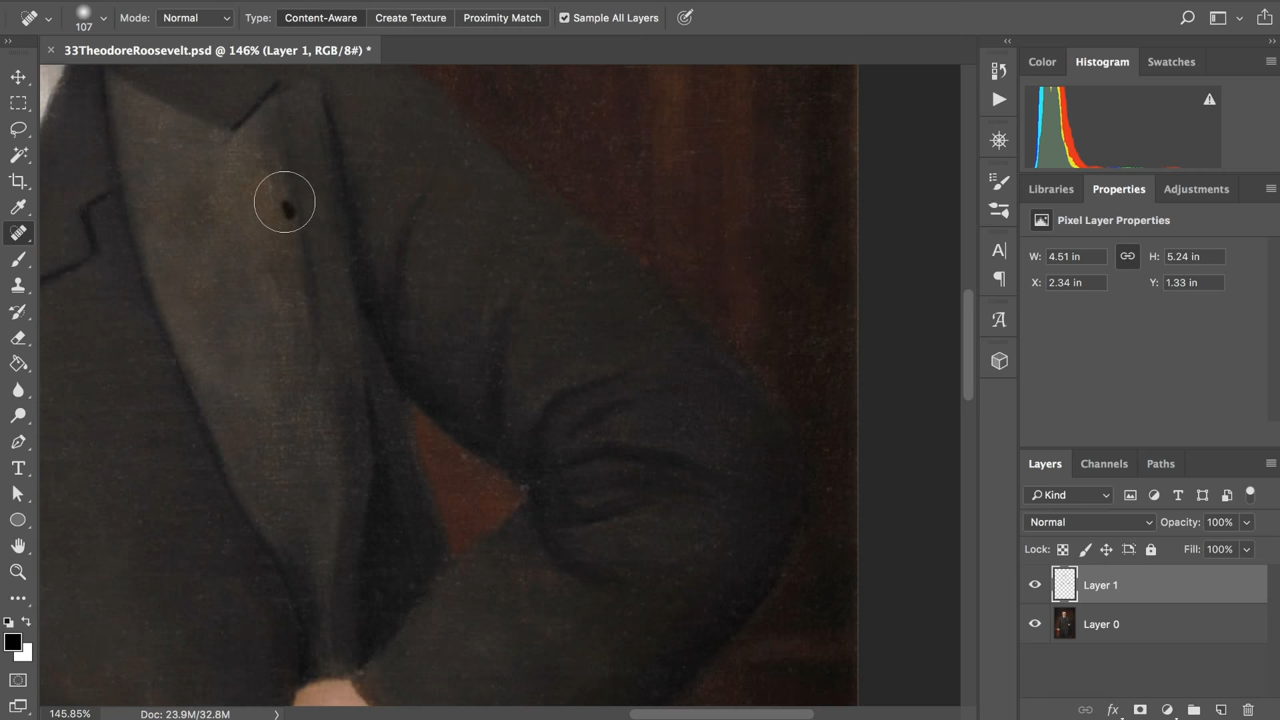 107 Mode: Normal Type: Content-Aware Create Texture Proximity Match Sample All Layers
33TheodoreRoosevelt.psd @ 146% (Layer 1, RGB/8#) *
Color Histogram Swatches
Libraries Properties Adjustments
Pixel Layer Properties
W: 4.51 in H: 5.24 in
X: 2.34 in Y: 1.33 in
Layers Channels Paths
Kind
Normal Opacity: 100%
Lock: Fill: 100%
Layer 1
Layer 0
145.85% Doc: 23.9M/32.8M